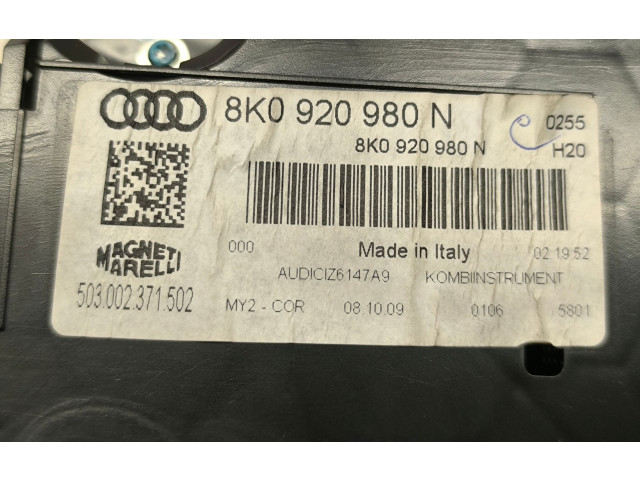 8K0 920 980 N
0255
8K0 920 980 N
H20
000
Made in Italy
02 19 52
MAGNETI
MARELLI
AUDICIZ6147A9
KOMBIINSTRUMENT
503.002.371.502
MY2 - COR
08.10.09
0106
5801